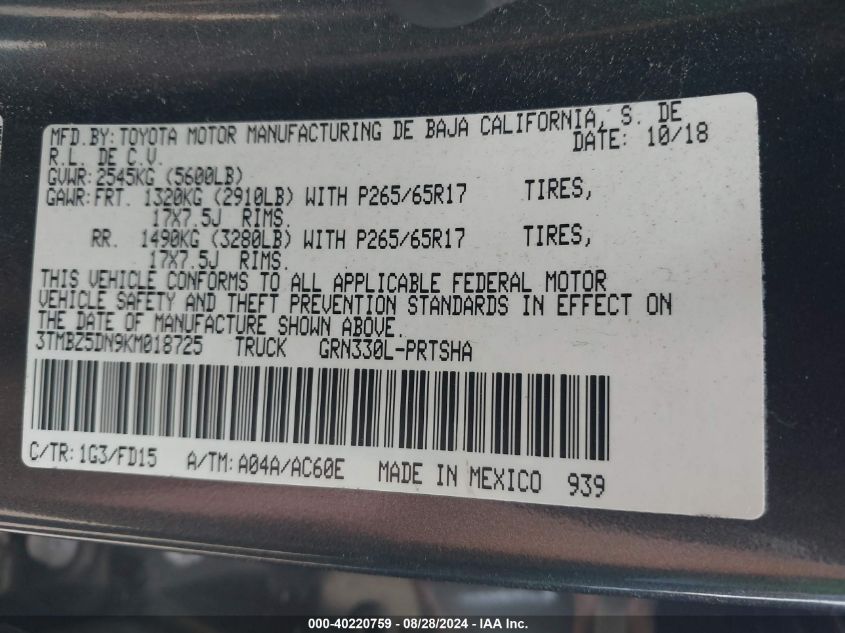 MFD.BY:TOYOTA MOTOR MANUFACTURING DE BAJA CALIFORNIA, S. DE
R.L. DE C.V. DATE: 10/18
GVWR:2545KG (5600LB)
GAWR:FRT. 1320KG (2910LB) WITH P265/65R17 TIRES,
17X7.5J RIMS.
RR. 1490KG (3280LB) WITH P265/65R17 TIRES,
17X7.5J RIMS.
THIS VEHICLE CONFORMS TO ALL APPLICABLE FEDERAL MOTOR
VEHICLE SAFETY AND THEFT PREVENTION STANDARDS IN EFFECT ON
THE DATE OF MANUFACTURE SHOWN ABOVE.
3TMBZ5DN9KM018725 TRUCK GRN330L-PRTSHA
C/TR:1G3/FD15 A/TM:A04A/AC60E MADE IN MEXICO 939
000-40220759 — 08/28/2024 — IAA Inc.